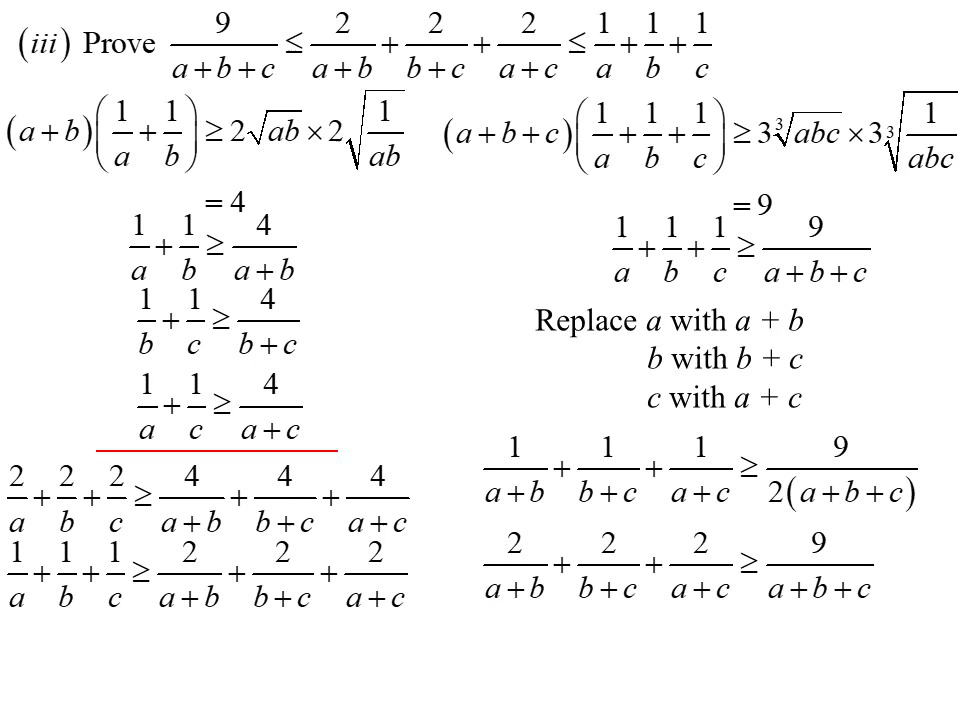 (iii) Prove 9/(a+b+c) ≤ 2/(a+b) + 2/(b+c) + 2/(a+c) ≤ 1/a + 1/b + 1/c
(a+b)(1/a + 1/b) ≥ 2√(ab) × 2√(1/(ab))
= 4
1/a + 1/b ≥ 4/(a+b)
1/b + 1/c ≥ 4/(b+c)
1/a + 1/c ≥ 4/(a+c)
2/a + 2/b + 2/c ≥ 4/(a+b) + 4/(b+c) + 4/(a+c)
1/a + 1/b + 1/c ≥ 2/(a+b) + 2/(b+c) + 2/(a+c)
(a+b+c)(1/a + 1/b + 1/c) ≥ 3∛(abc) × 3∛(1/(abc))
= 9
1/a + 1/b + 1/c ≥ 9/(a+b+c)
Replace a with a + b
b with b + c
c with a + c
1/(a+b) + 1/(b+c) + 1/(a+c) ≥ 9/(2(a+b+c))
2/(a+b) + 2/(b+c) + 2/(a+c) ≥ 9/(a+b+c)